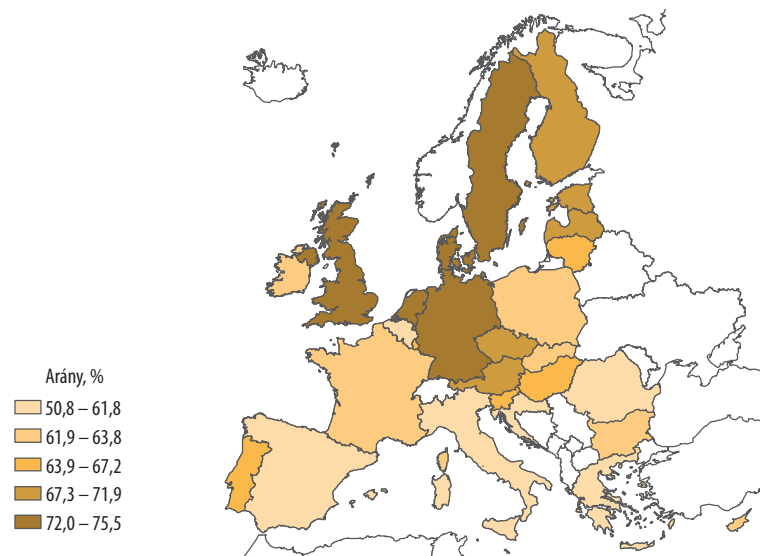 Arány, %
50,8 – 61,8
61,9 – 63,8
63,9 – 67,2
67,3 – 71,9
72,0 – 75,5